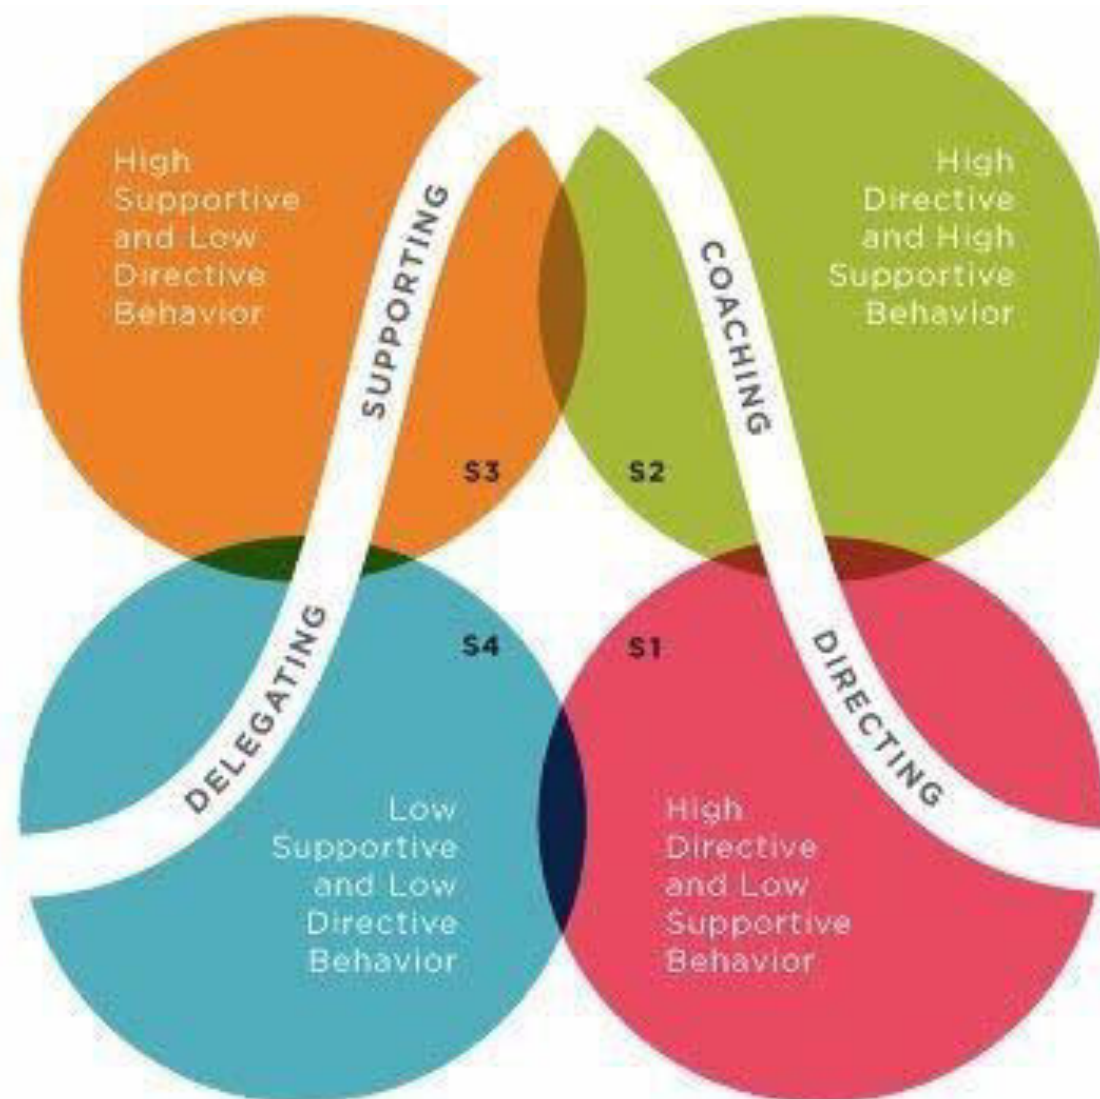 High
Supportive
and Low
Directive
Behavior
SUPPORTING
S3
High
Directive
and High
Supportive
Behavior
COACHING
S2
DELEGATING
S4
Low
Supportive
and Low
Directive
Behavior
S1
DIRECTING
High
Directive
and Low
Supportive
Behavior